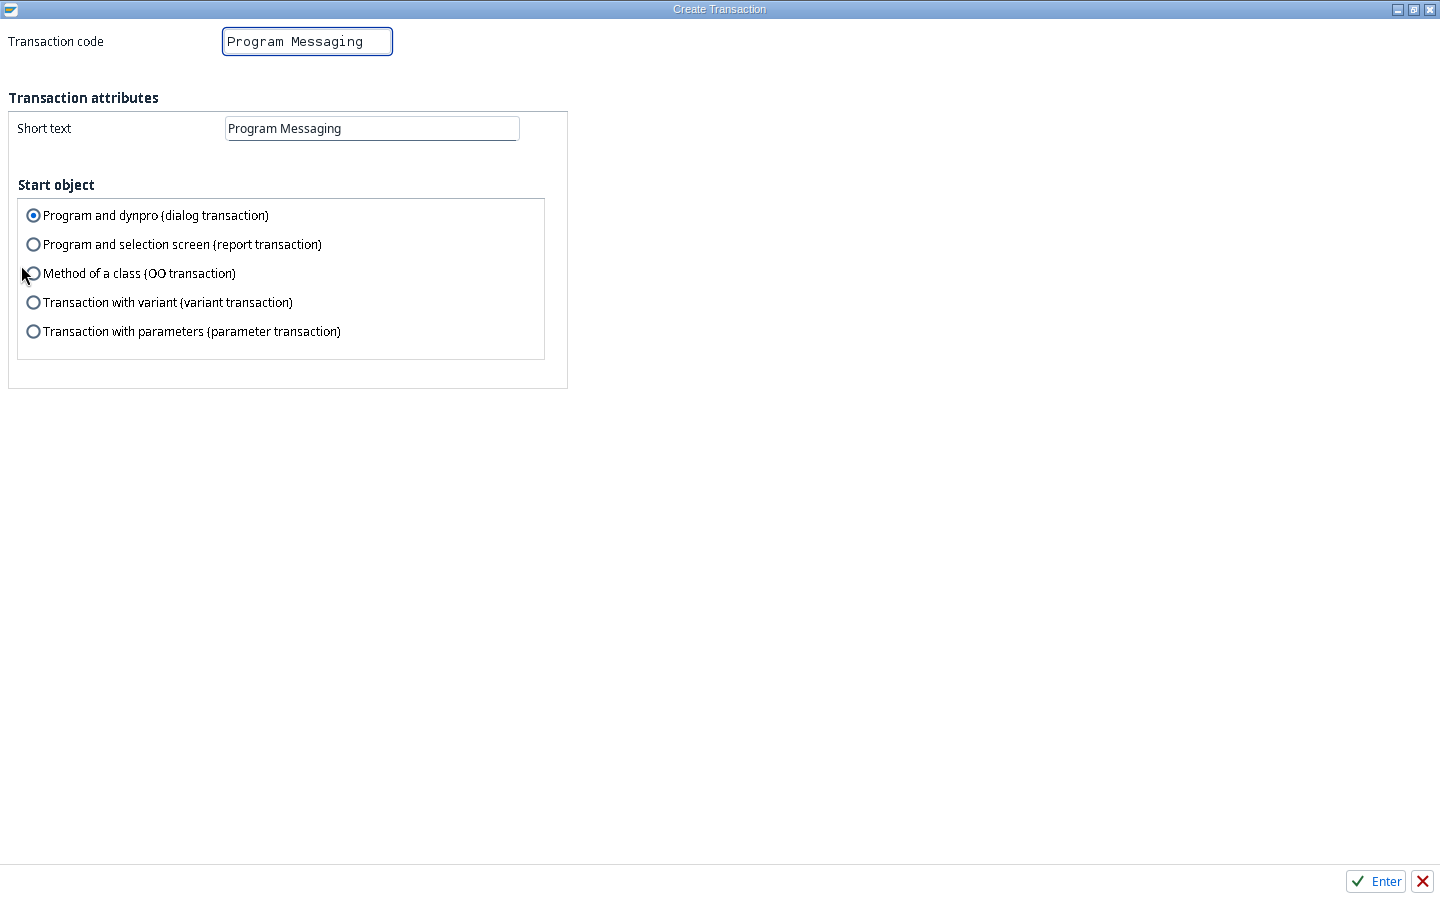 Create Transaction
Transaction code
Program Messaging
Transaction attributes
Short text
Program Messaging
Start object
Program and dynpro (dialog transaction)
Program and selection screen (report transaction)
Method of a class (OO transaction)
Transaction with variant (variant transaction)
Transaction with parameters (parameter transaction)
Enter